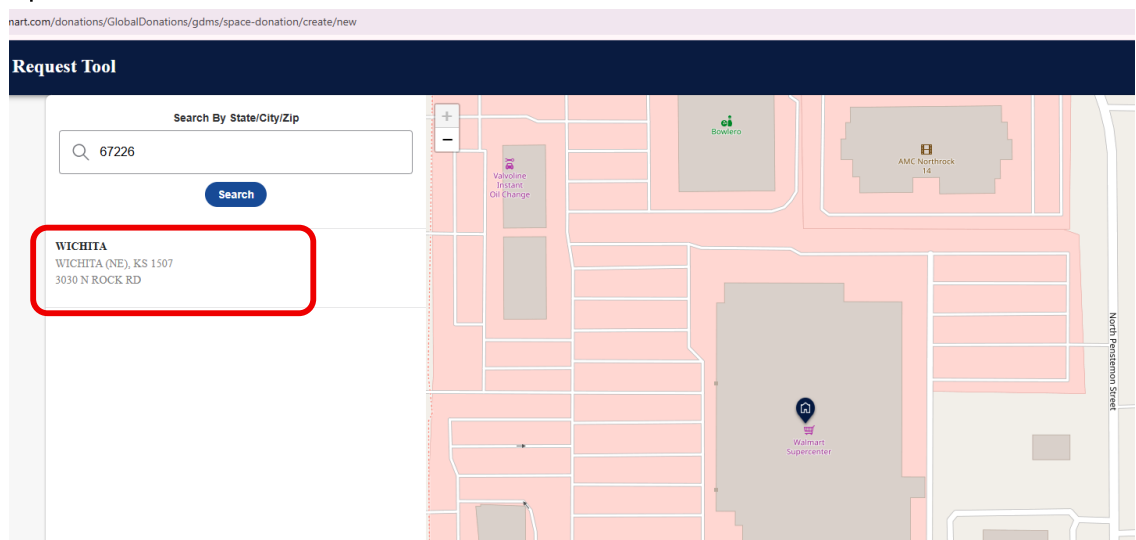 mart.com/donations/GlobalDonations/gdms/space-donation/create/new
Request Tool
Search By State/City/Zip
67226
Search
WICHITA
WICHITA (NE), KS 1507
3030 N ROCK RD
+
−
Valvoline
Instant
Oil Change
Bowlero
AMC Northrock
14
Walmart
Supercenter
North Penstemon Street